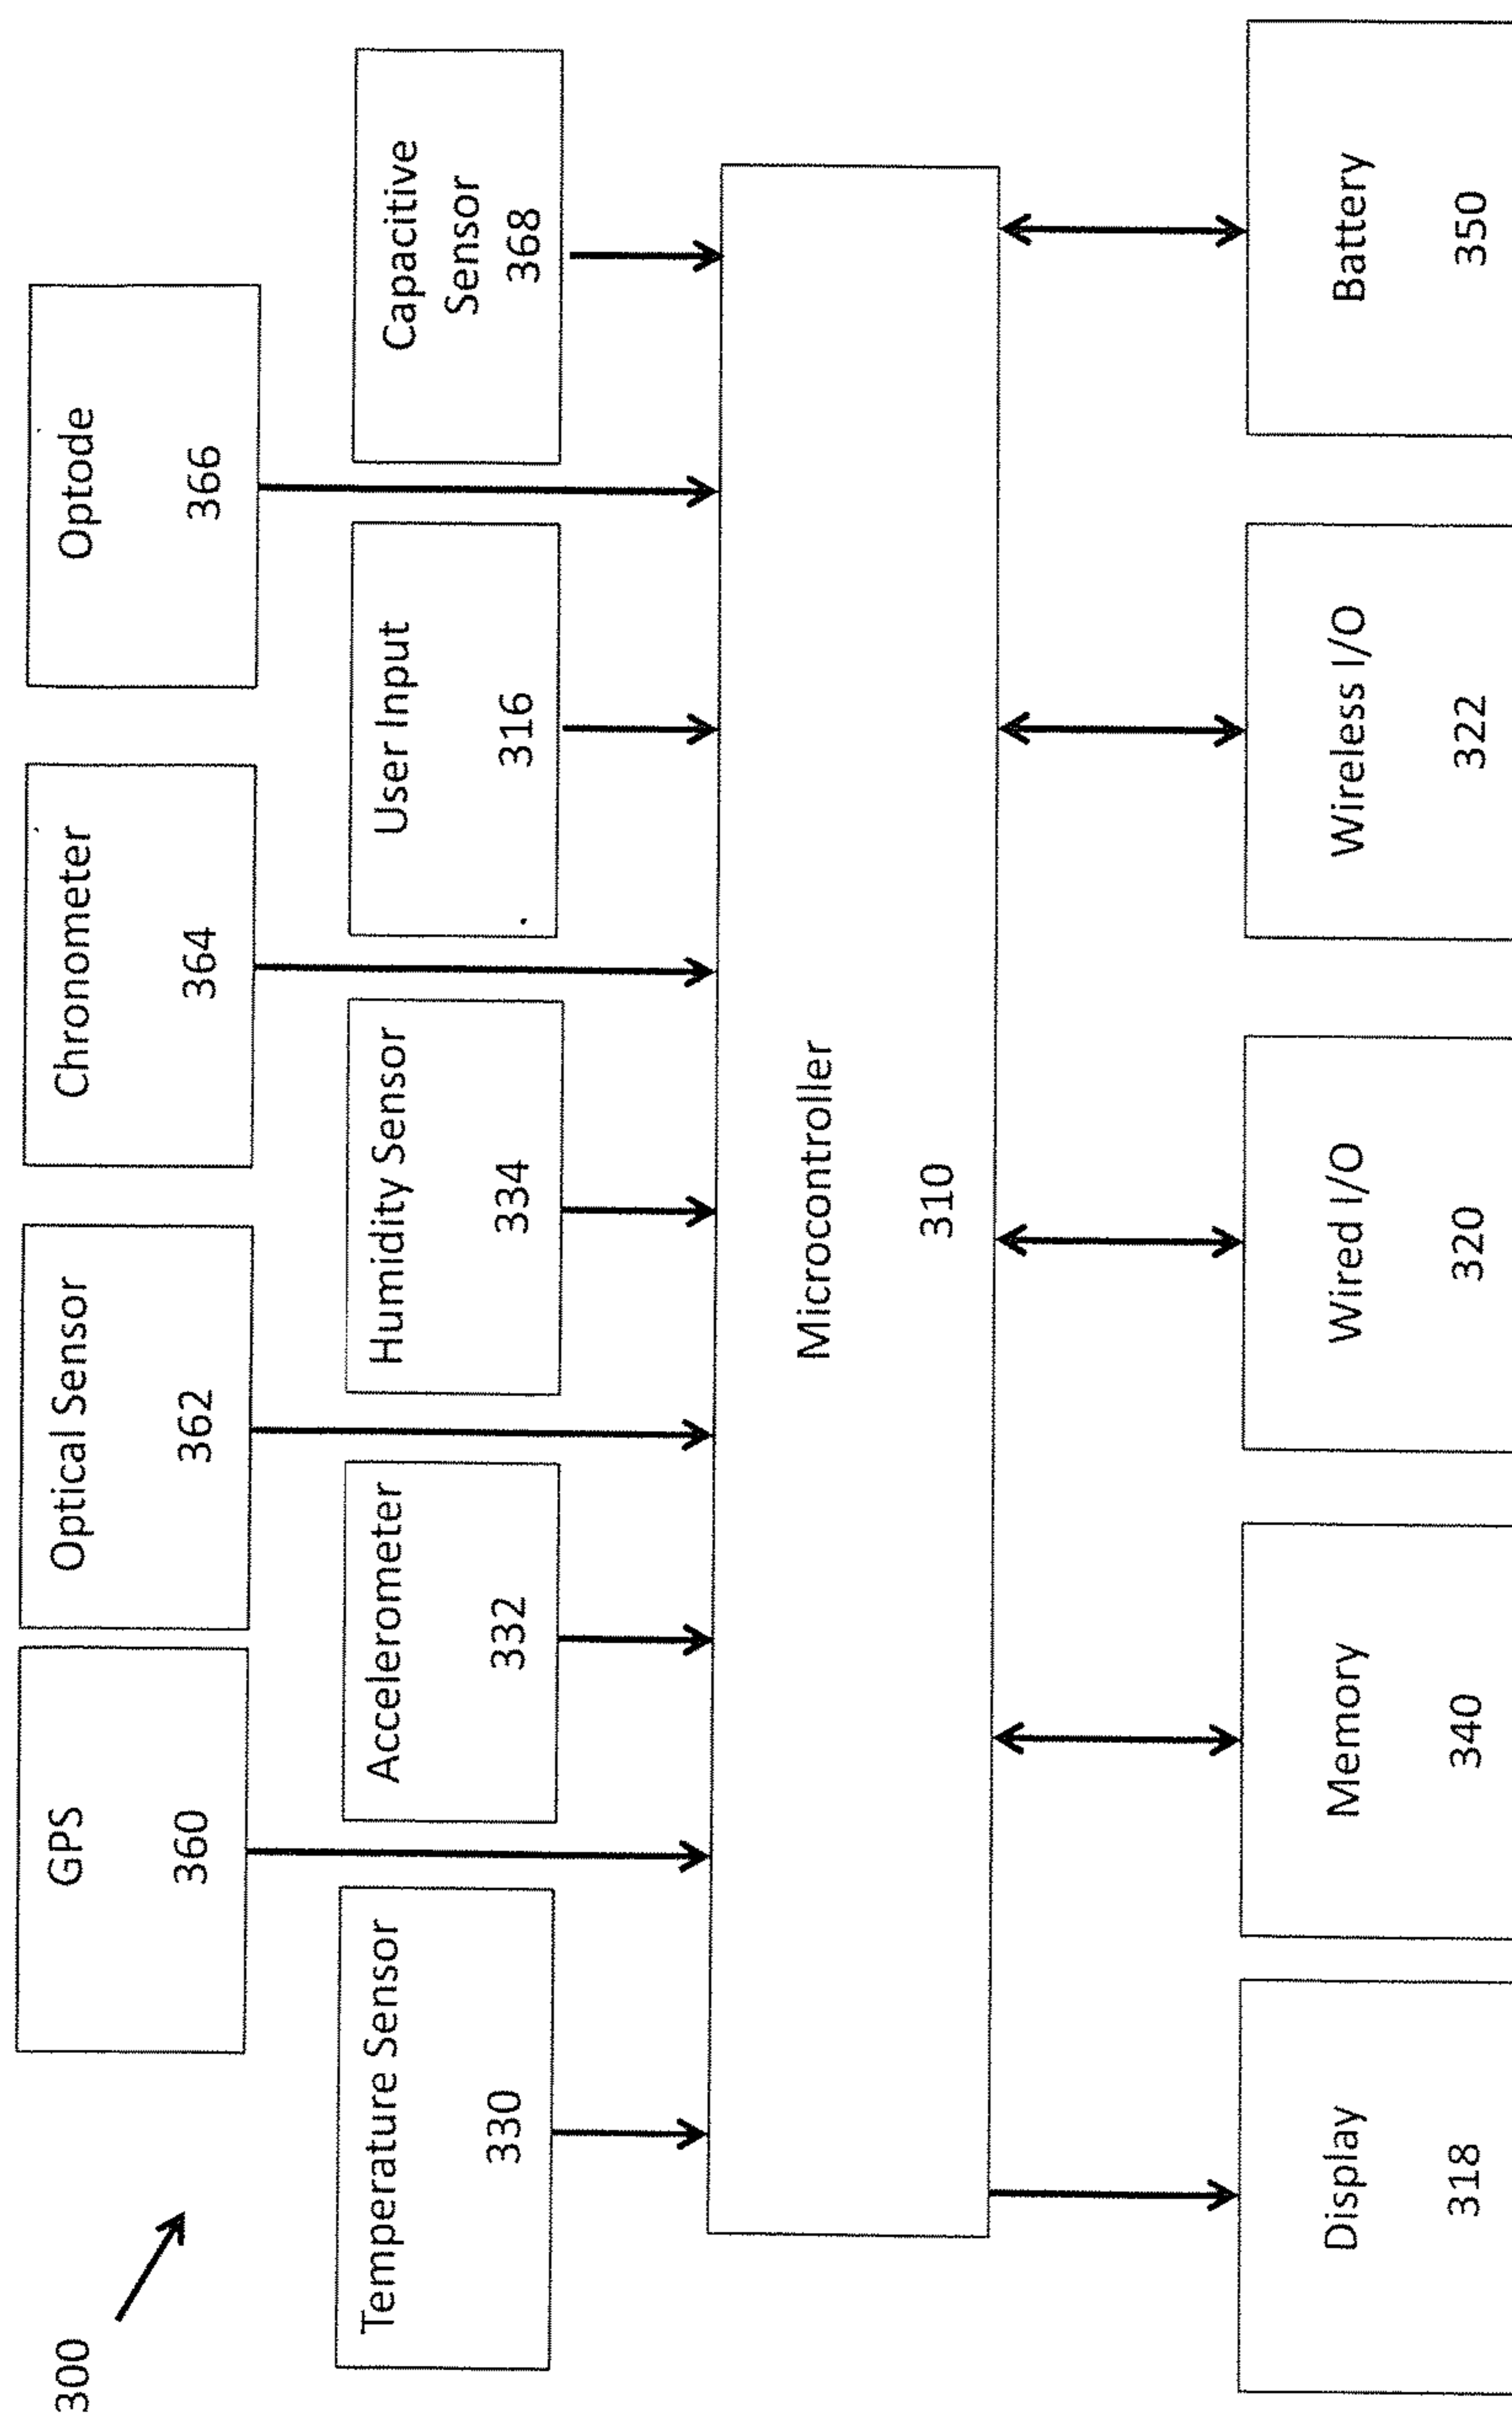 300
GPS
360
Optical Sensor
362
Chronometer
364
Optode
366
Temperature Sensor
330
Accelerometer
332
Humidity Sensor
334
User Input
316
Capacitive
Sensor
368
Microcontroller
310
Display
318
Memory
340
Wired I/O
320
Wireless I/O
322
Battery
350